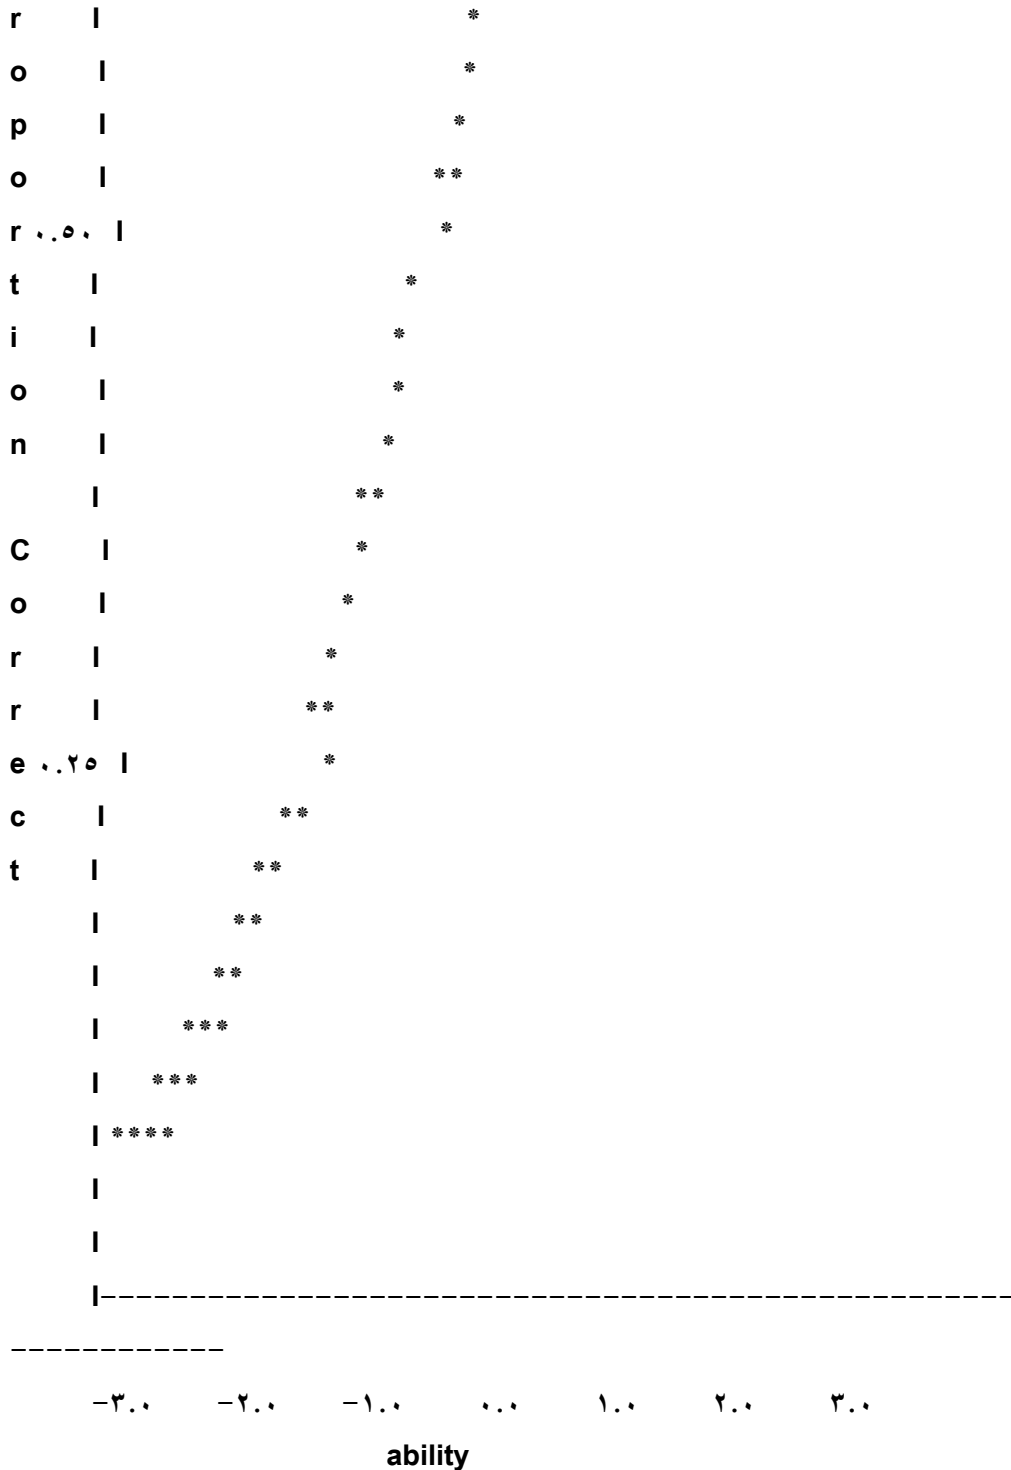 r l *
o l *
p l *
o l **
r ٠.٥٠ l *
t l *
i l *
o l *
n l *
l **
C l *
o l *
r l *
r l **
e ٠.٢٥ l *
c l **
t l **
l **
l **
l ***
l ***
l ****
l
l
l---------------------------------------------------
------------
-٣.٠ -٢.٠ -١.٠ ٠.٠ ١.٠ ٢.٠ ٣.٠
ability